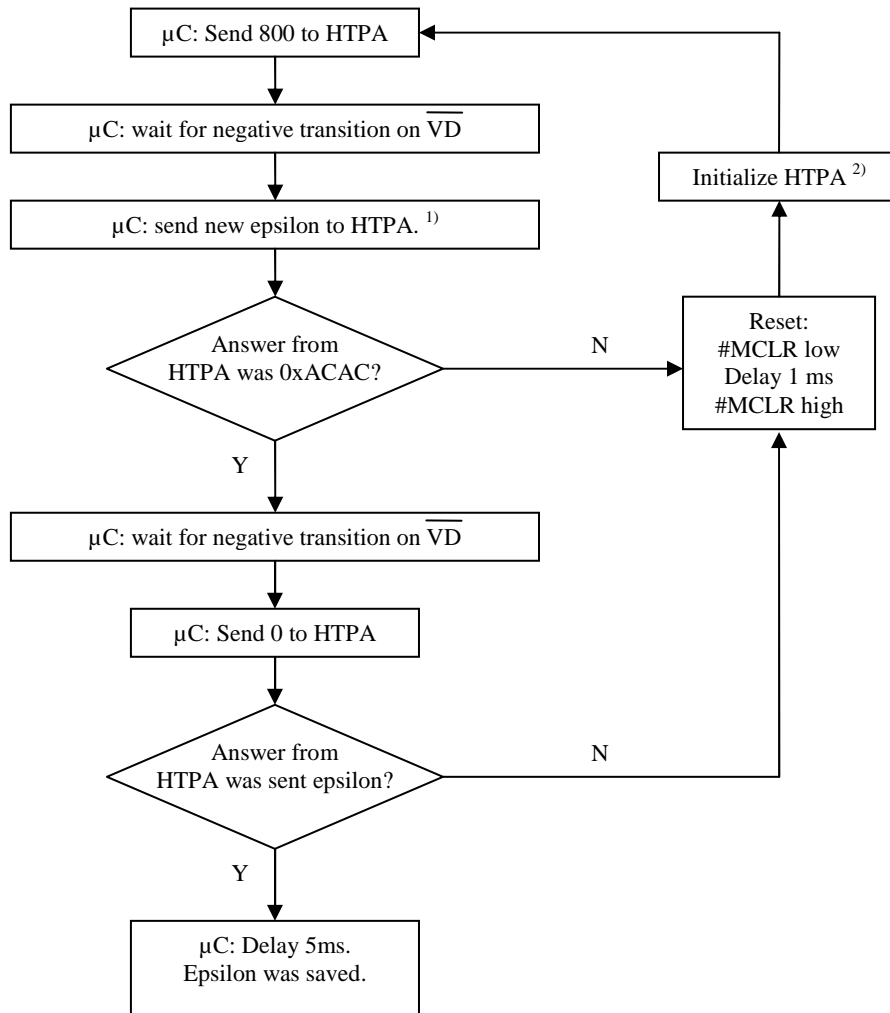 µC: Send 800 to HTPA
µC: wait for negative transition on V̅D̅
Initialize HTPA ²⁾
µC: send new epsilon to HTPA. ¹⁾
Answer from
HTPA was 0xACAC?
N
Reset:
#MCLR low
Delay 1 ms
#MCLR high
Y
µC: wait for negative transition on V̅D̅
µC: Send 0 to HTPA
Answer from
HTPA was sent epsilon?
N
Y
µC: Delay 5ms.
Epsilon was saved.